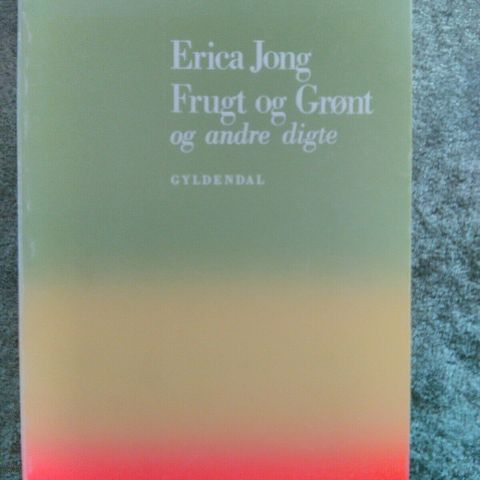 Erica Jong
Frugt og Grønt
og andre digte
GYLDENDAL